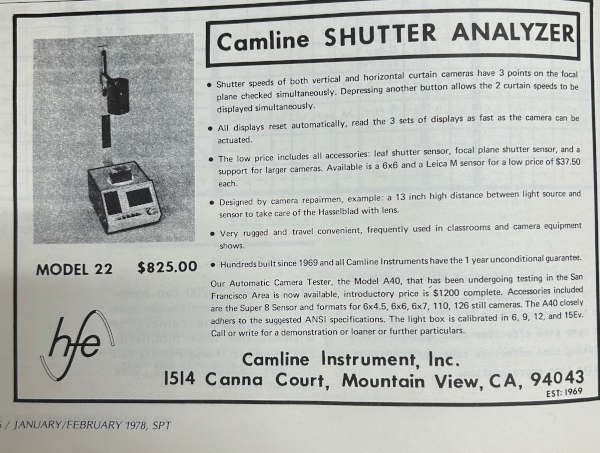 Camline SHUTTER ANALYZER
• Shutter speeds of both vertical and horizontal curtain cameras have 3 points on the focal
plane checked simultaneously. Depressing another button allows the 2 curtain speeds to be
displayed simultaneously.
• All displays reset automatically, read the 3 sets of displays as fast as the camera can be
actuated.
• The low price includes all accessories: leaf shutter sensor, focal plane shutter sensor, and a
support for larger cameras. Available is a 6x6 and a Leica M sensor for a low price of $37.50
each.
• Designed by camera repairmen, example: a 13 inch high distance between light source and
sensor to take care of the Hasselblad with lens.
• Very rugged and travel convenient, frequently used in classrooms and camera equipment
shows.
• Hundreds built since 1969 and all Camline Instruments have the 1 year unconditional guarantee.
MODEL 22 $825.00
Our Automatic Camera Tester, the Model A40, that has been undergoing testing in the San
Francisco Area is now available, introductory price is $1200 complete. Accessories included
are the Super 8 Sensor and formats for 6x4.5, 6x6, 6x7, 110, 126 still cameras. The A40 closely
adhers to the suggested ANSI specifications. The light box is calibrated in 6, 9, 12, and 15Ev.
Call or write for a demonstration or loaner or further particulars.
hfe
Camline Instrument, Inc.
1514 Canna Court, Mountain View, CA, 94043
EST: 1969
/ JANUARY/FEBRUARY 1978, SPT